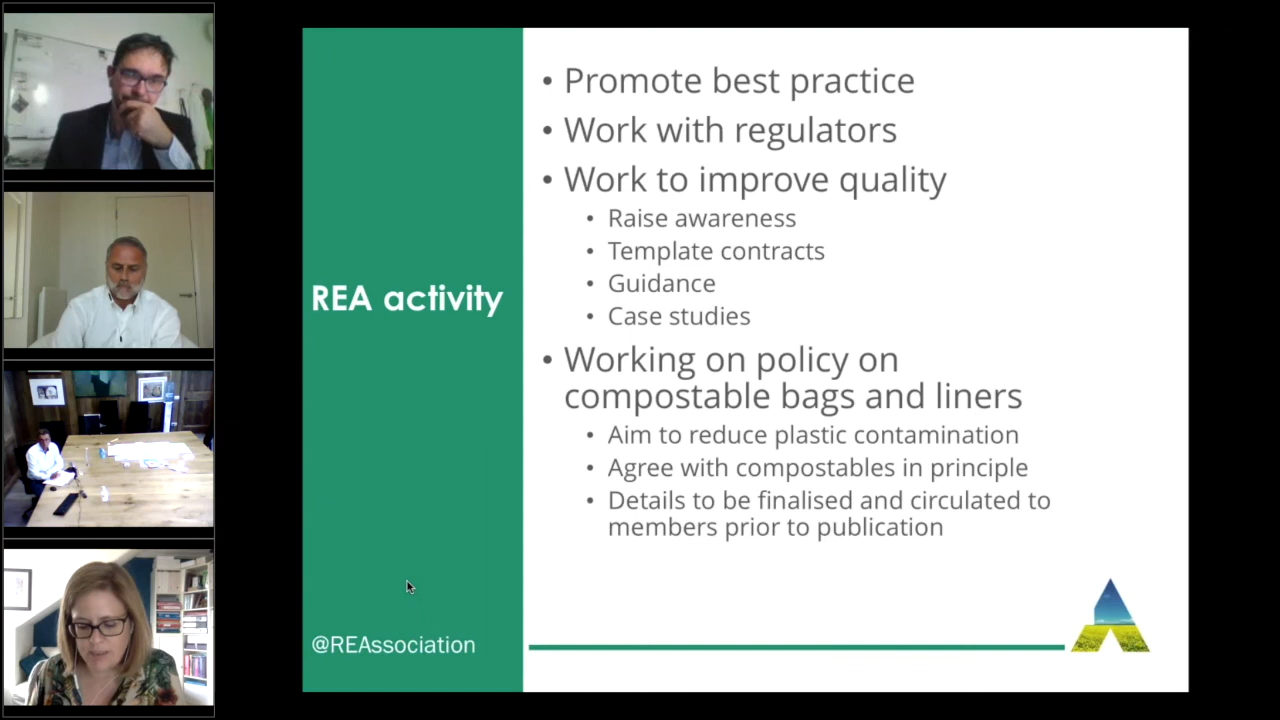 REA activity
@REAssociation
• Promote best practice
• Work with regulators
• Work to improve quality
• Raise awareness
• Template contracts
• Guidance
• Case studies
• Working on policy on
compostable bags and liners
• Aim to reduce plastic contamination
• Agree with compostables in principle
• Details to be finalised and circulated to
members prior to publication